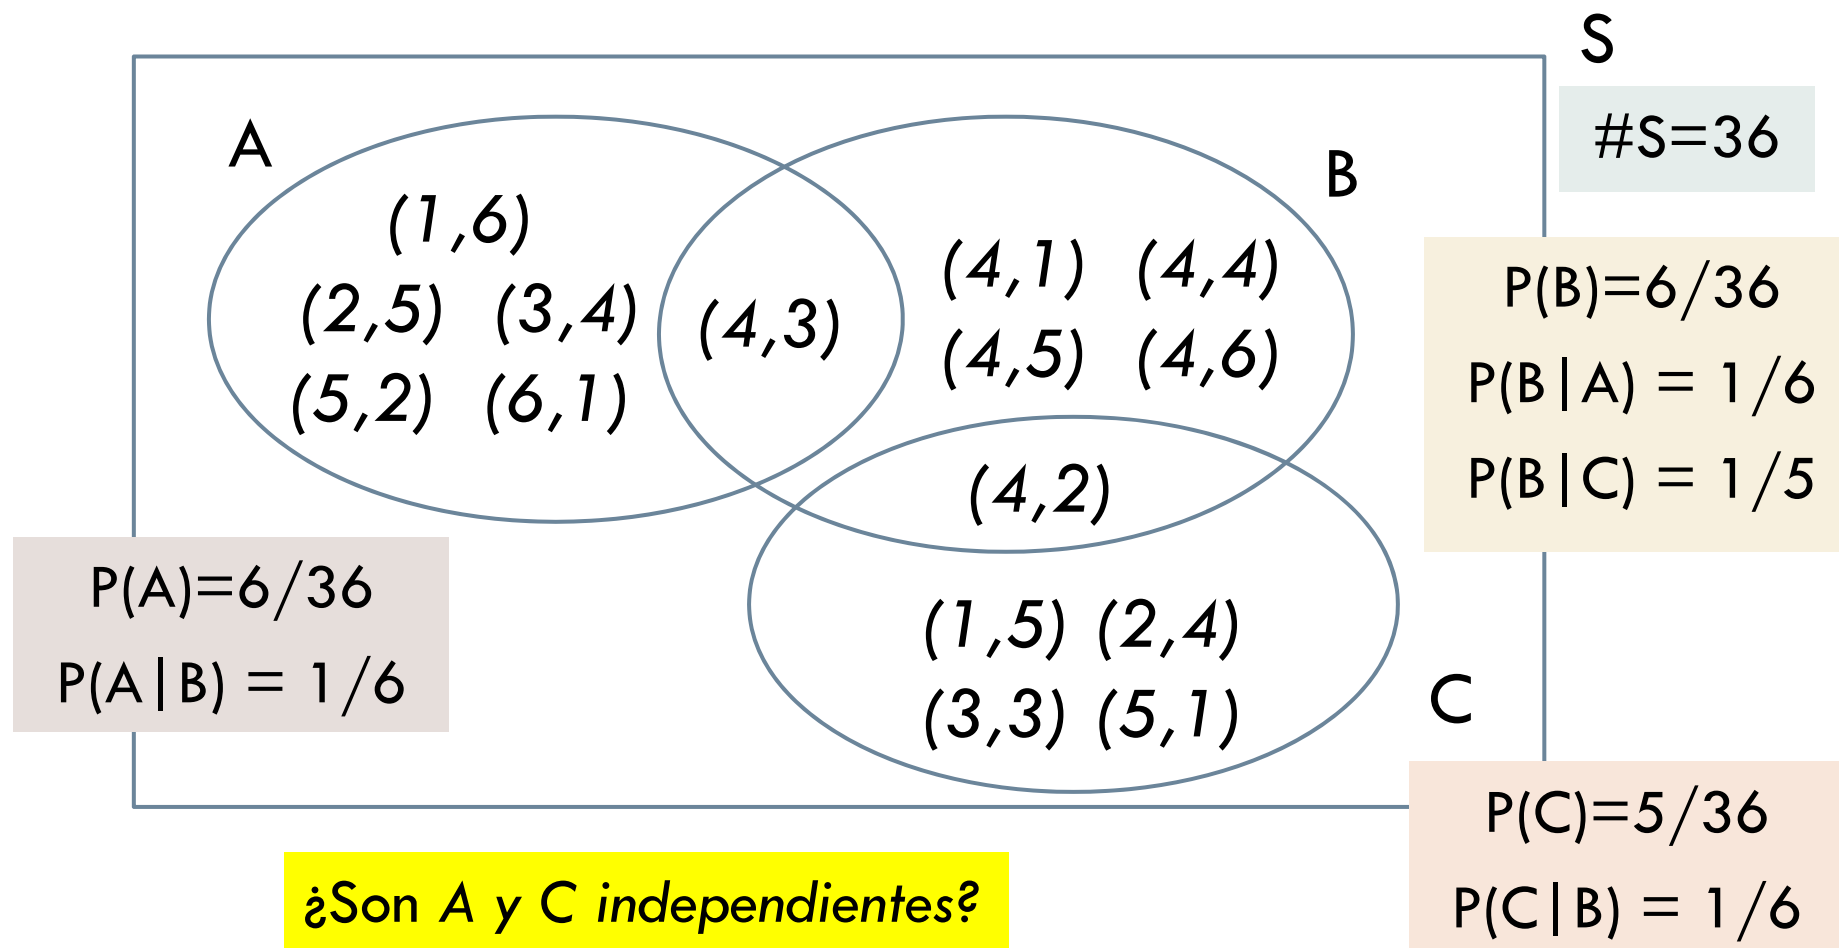 S
#S=36
A
B
(1,6)
(2,5) (3,4)
(5,2) (6,1)
(4,3)
(4,1) (4,4)
(4,5) (4,6)
P(B)=6/36
P(B|A) = 1/6
P(B|C) = 1/5
(4,2)
P(A)=6/36
P(A|B) = 1/6
(1,5) (2,4)
(3,3) (5,1)
C
P(C)=5/36
P(C|B) = 1/6
¿Son A y C independientes?